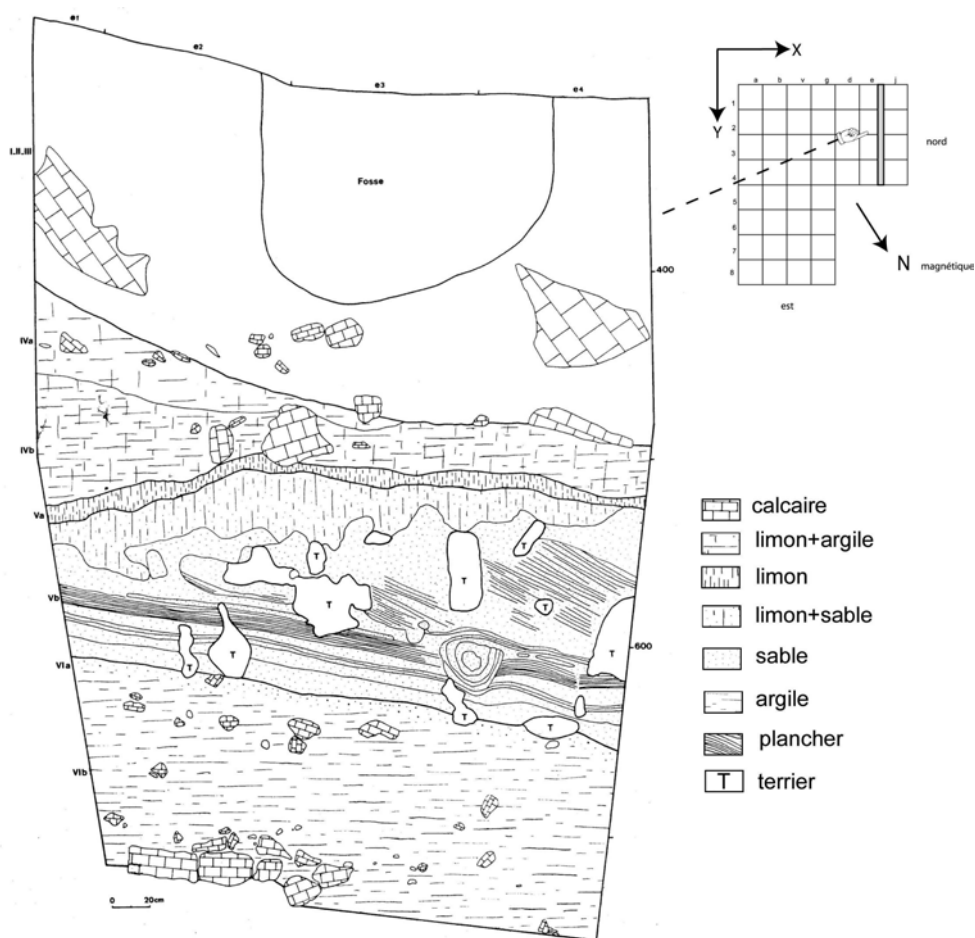 e1
e2
e3
e4
I.II.III
Fosse
400
IVa
IVb
Va
T
T
T
T
T
Vb
T
T
T
600
VIa
T
T
VIb
0 20cm
X
a b v g d e j
1
2
Y
3
4
5
6
7
8
nord
N
magnétique
est
calcaire
limon+argile
limon
limon+sable
sable
argile
plancher
T terrier